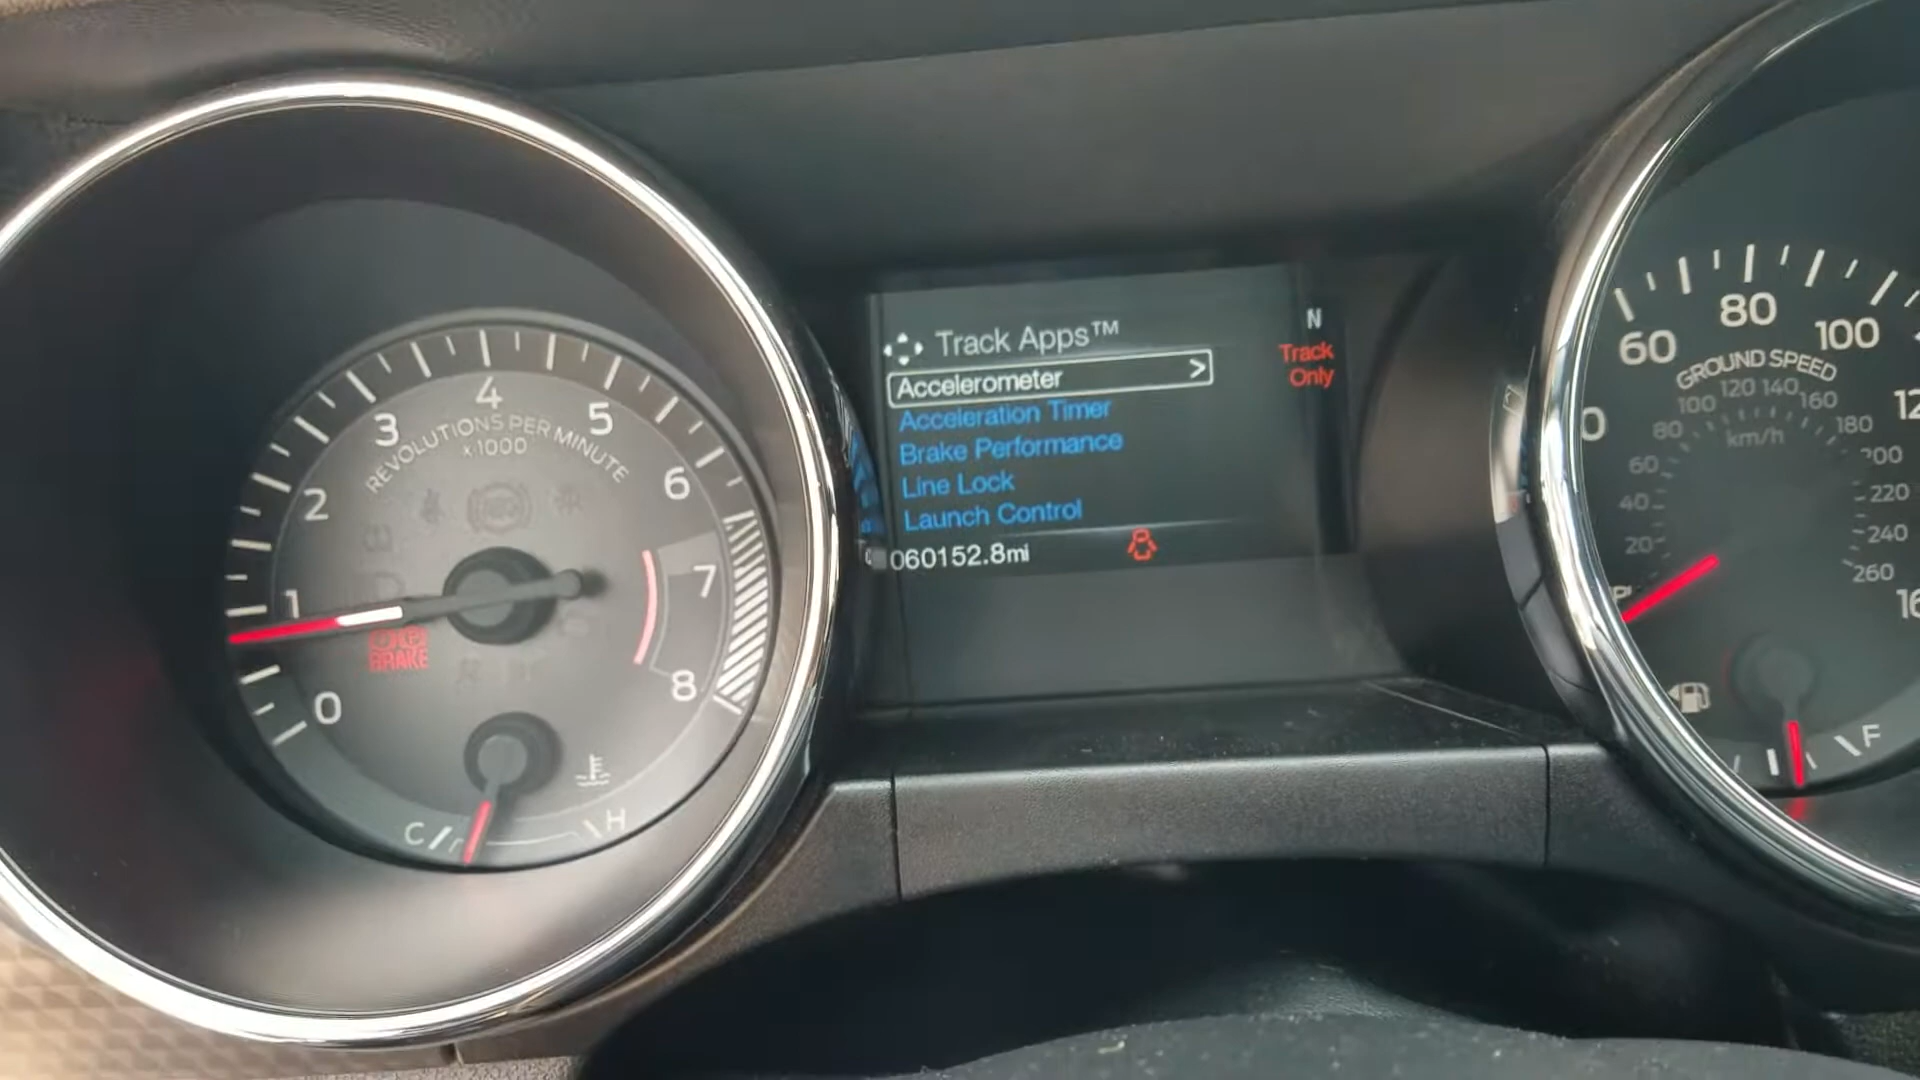 0
1
2
3
4
5
6
7
8
REVOLUTIONS PER MINUTE
x1000
BRAKE
C
H
Track Apps™
Accelerometer >
Acceleration Timer
Brake Performance
Line Lock
Launch Control
060152.8mi
N
Track
Only
60
80
100
GROUND SPEED
20
40
60
80
100
120
140
160
180
200
220
240
260
km/h
F